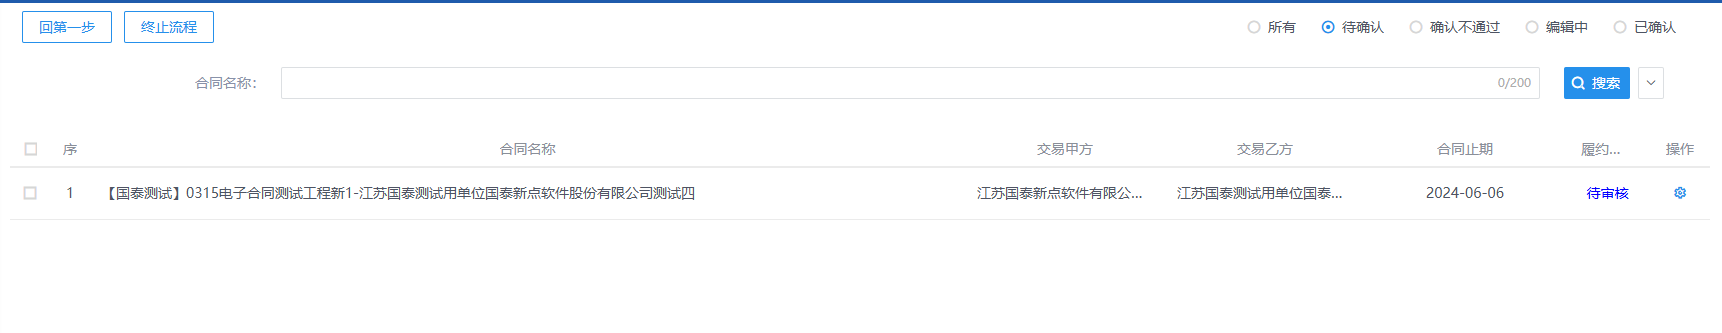 回第一步 终止流程 所有 待确认 确认不通过 编辑中 已确认
合同名称： 0/200 搜索
序 合同名称 交易甲方 交易乙方 合同止期 履约... 操作
1 【国泰测试】0315电子合同测试工程新1-江苏国泰测试用单位国泰新点软件股份有限公司测试四 江苏国泰新点软件有限公... 江苏国泰测试用单位国泰... 2024-06-06 待审核